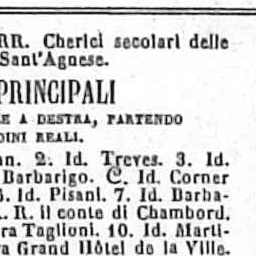 RR. Chierici secolari delle
Sant'Agnese.
PRINCIPALI
E A DESTRA, PARTENDO
DINI REALI.
an. 2. Id. Treves. 3. Id.
Barbarigo. C. Id. Corner
6. Id. Pisani. 7. Id. Barba-
. R. il conte di Chambord.
ra Taglioni. 10. Id. Marti-
a Grand Hôtel de la Ville.